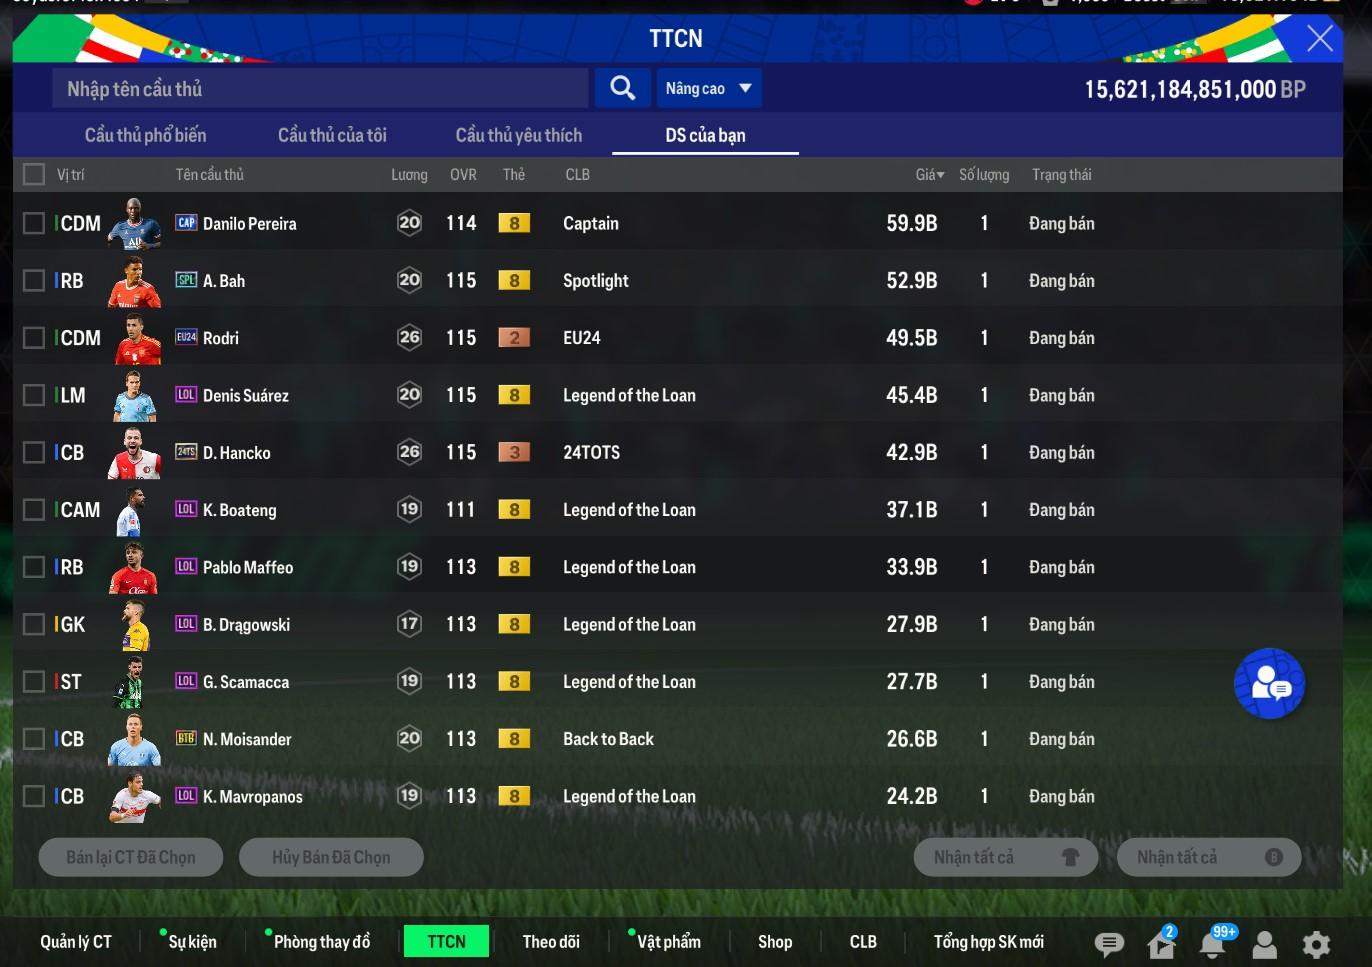 TTCN
Nhập tên cầu thủ
Nâng cao
15,621,184,851,000 BP
Cầu thủ phổ biến Cầu thủ của tôi Cầu thủ yêu thích DS của bạn
Vị trí Tên cầu thủ Lương OVR Thẻ CLB Giá Số lượng Trạng thái
CDM CAP Danilo Pereira 20 114 8 Captain 59.9B 1 Đang bán
RB SPL A. Bah 20 115 8 Spotlight 52.9B 1 Đang bán
CDM EU24 Rodri 26 115 2 EU24 49.5B 1 Đang bán
LM LOL Denis Suárez 20 115 8 Legend of the Loan 45.4B 1 Đang bán
CB 24TS D. Hancko 26 115 3 24TOTS 42.9B 1 Đang bán
CAM LOL K. Boateng 19 111 8 Legend of the Loan 37.1B 1 Đang bán
RB LOL Pablo Maffeo 19 113 8 Legend of the Loan 33.9B 1 Đang bán
GK LOL B. Drągowski 17 113 8 Legend of the Loan 27.9B 1 Đang bán
ST LOL G. Scamacca 19 113 8 Legend of the Loan 27.7B 1 Đang bán
CB BTB N. Moisander 20 113 8 Back to Back 26.6B 1 Đang bán
CB LOL K. Mavropanos 19 113 8 Legend of the Loan 24.2B 1 Đang bán
Bán lại CT Đã Chọn Hủy Bán Đã Chọn Nhận tất cả Nhận tất cả B
Quản lý CT Sự kiện Phòng thay đồ TTCN Theo dõi Vật phẩm Shop CLB Tổng hợp SK mới 2 99+